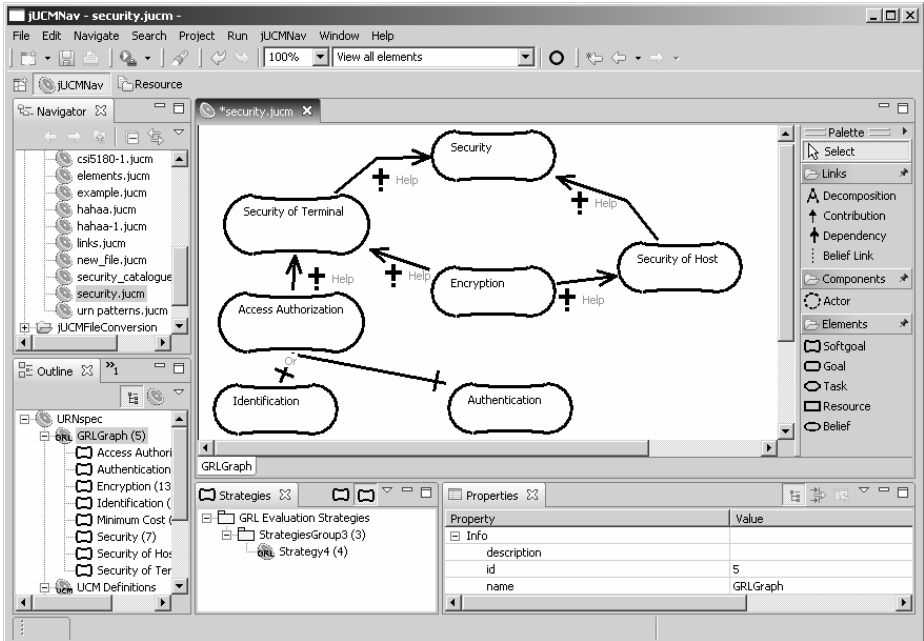 jUCMNav - security.jucm -
File Edit Navigate Search Project Run jUCMNav Window Help
100% View all elements
jUCMNav Resource
Navigator
csi5180-1.jucm
elements.jucm
example.jucm
hahaa.jucm
hahaa-1.jucm
links.jucm
new_file.jucm
security_catalogue
security.jucm
urn patterns.jucm
jUCMFileConversion
*security.jucm
Security
Help
Help
Security of Terminal
Security of Host
Help
Help
Encryption
Help
Access Authorization
Or
Identification
Authentication
GRLGraph
Palette
Select
Links
Decomposition
Contribution
Dependency
Belief Link
Components
Actor
Elements
Softgoal
Goal
Task
Resource
Belief
Outline
»1
URNspec
GRL GRLGraph (5)
Access Authori
Authentication
Encryption (13
Identification (
Minimum Cost (
Security (7)
Security of Hos
Security of Ter
UCM UCM Definitions
Strategies
GRL Evaluation Strategies
StrategiesGroup3 (3)
GRL Strategy4 (4)
Properties
Property Value
Info
description
id 5
name GRLGraph